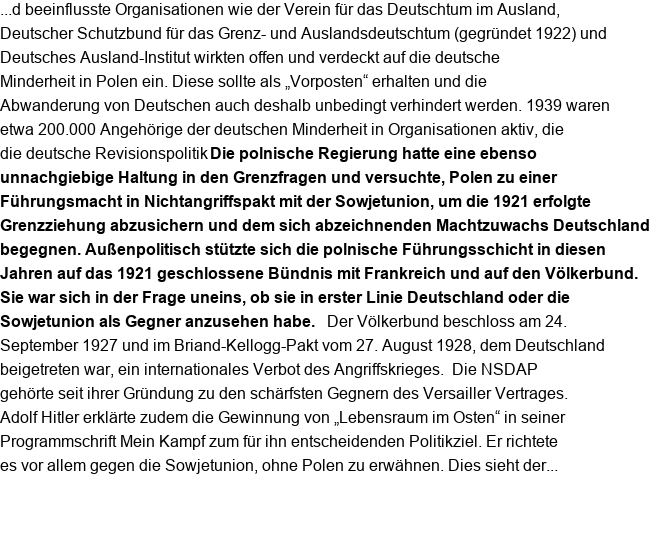 ...d beeinflusste Organisationen wie der Verein für das Deutschtum im Ausland,
Deutscher Schutzbund für das Grenz- und Auslandsdeutschtum (gegründet 1922) und
Deutsches Ausland-Institut wirkten offen und verdeckt auf die deutsche
Minderheit in Polen ein. Diese sollte als „Vorposten“ erhalten und die
Abwanderung von Deutschen auch deshalb unbedingt verhindert werden. 1939 waren
etwa 200.000 Angehörige der deutschen Minderheit in Organisationen aktiv, die
die deutsche Revisionspolitik Die polnische Regierung hatte eine ebenso
unnachgiebige Haltung in den Grenzfragen und versuchte, Polen zu einer
Führungsmacht in Nichtangriffspakt mit der Sowjetunion, um die 1921 erfolgte
Grenzziehung abzusichern und dem sich abzeichnenden Machtzuwachs Deutschland
begegnen. Außenpolitisch stützte sich die polnische Führungsschicht in diesen
Jahren auf das 1921 geschlossene Bündnis mit Frankreich und auf den Völkerbund.
Sie war sich in der Frage uneins, ob sie in erster Linie Deutschland oder die
Sowjetunion als Gegner anzusehen habe. Der Völkerbund beschloss am 24.
September 1927 und im Briand-Kellogg-Pakt vom 27. August 1928, dem Deutschland
beigetreten war, ein internationales Verbot des Angriffskrieges. Die NSDAP
gehörte seit ihrer Gründung zu den schärfsten Gegnern des Versailler Vertrages.
Adolf Hitler erklärte zudem die Gewinnung von „Lebensraum im Osten“ in seiner
Programmschrift Mein Kampf zum für ihn entscheidenden Politikziel. Er richtete
es vor allem gegen die Sowjetunion, ohne Polen zu erwähnen. Dies sieht der...